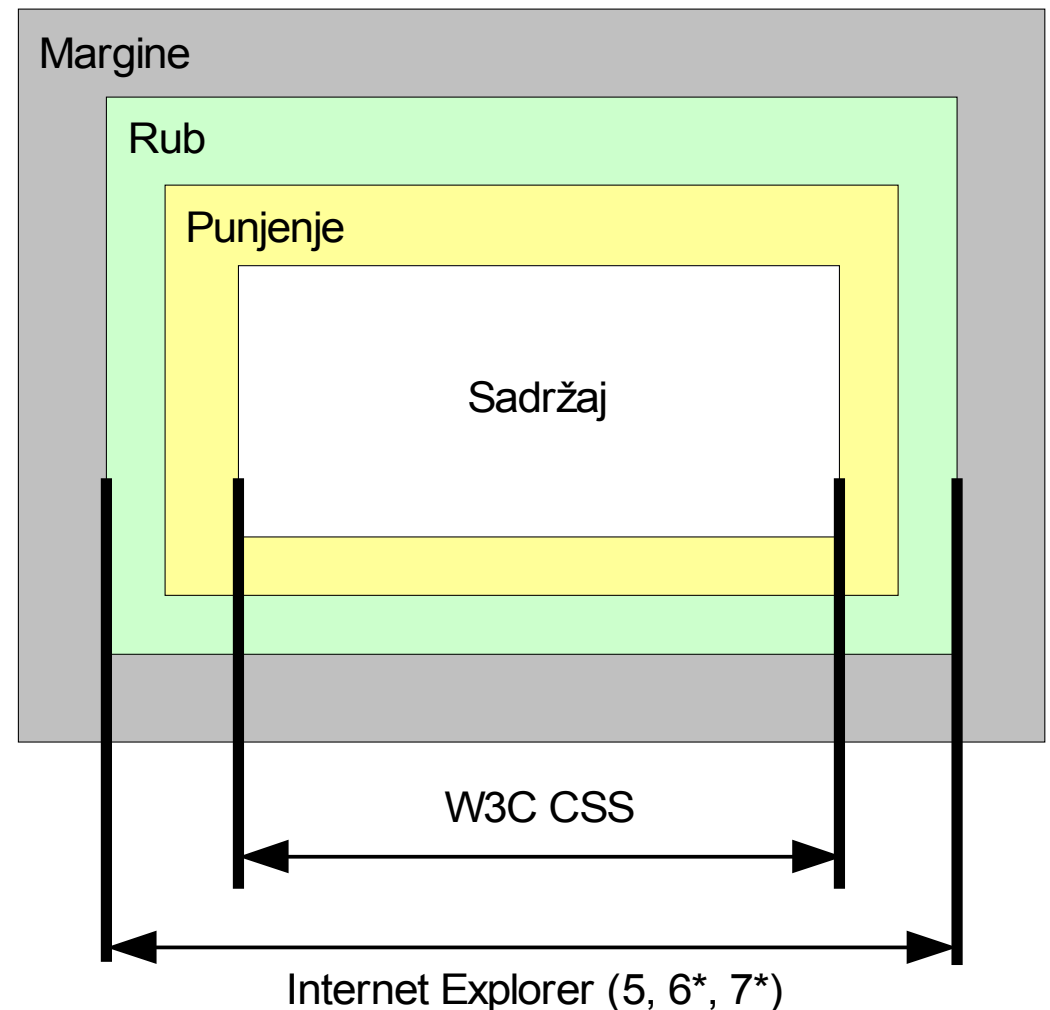 Margine
Rub
Punjenje
Sadržaj
W3C CSS
Internet Explorer (5, 6*, 7*)